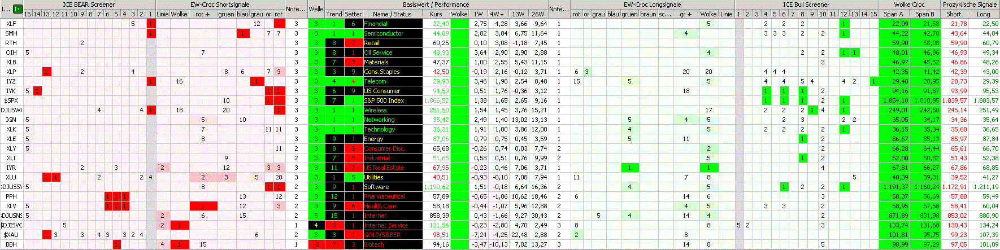 I... I ICE BEAR Screener EW-Croc Shortsignale Note... Welle Basiswert / Performance Note... EW-Croc Longsignale ICE Bull Screener Wolke Croc Prozyklische Signale
15 14 13 12 11 10 9 8 7 6 5 4 3 2 1 Linie Wolke rot + gruen blau grau or rot Trend Setter Name / Status Kurs Wolke 1W 4W 13W 26W rot or grau blau gruen braun sc... gr + Wolke Linie 1 2 3 4 5 6 7 8 9 10 11 12 13 14 15 Span A Span B Short Long
XLF 5 1 12 1 3 3 1 6 Financial 22,40 2,75 4,28 3,66 9,64 1 5 2 2 2 1 22,09 21,58 21,78 22,50
SMH 1 1 7 7 3 3 1 1 Semiconductor 44,89 2,82 3,84 6,75 11,64 1 4 3 3 3 2 2 1 44,22 42,70 43,64 44,84
RTH 2 3 3 8 2 Retail 60,25 0,10 3,08 -1,18 7,45 1 59,90 58,08 59,90 60,79
OIH 5 7 3 3 8 1 Oil Service 48,93 3,64 2,90 2,90 2,88 1 4 2 2 1 1 48,01 46,96 46,93 49,34
XLB 3 3 7 3 Materials 47,37 1,00 2,55 5,43 11,15 1 3 46,97 45,52 46,86 48,26
XLP 1 2 4 8 6 7 3 3 3 3 9 Cons.Staples 42,50 -0,19 2,16 -0,12 3,71 1 6 3 20 20 4 4 4 42,35 41,42 42,39 43,00
IYZ 1 16 1 3 3 4 4 Telecom 29,93 3,46 1,98 2,54 8,48 1 15 5 5 4 4 5 4 4 2 1 29,40 28,95 28,73 29,39
IYK 5 1 1 1 3 3 6 9 US Consumer 94,59 0,51 1,76 -0,36 3,12 1 18 1 1 1 2 94,16 91,87 93,99 95,53
$SPX 10 1 1 3 3 7 1 S&P 500 Index 1.866,52 1,38 1,65 2,65 9,16 1 1 1 1 2 1 1.854,18 1.810,95 1.839,57 1.883,57
DJUSWC 4 2 1 18 20 1 3 3 1 1 Wireless 251,50 1,54 1,45 3,76 15,21 1 17 2 2 1 4 1 249,01 242,50 245,14 251,49
IGN 5 5 10 3 3 1 1 Networking 35,42 2,49 1,40 13,02 13,13 1 5 4 5 2 3 2 2 35,05 34,17 34,36 35,64
XLK 5 7 11 11 3 3 1 1 Technology 36,31 1,91 1,00 3,86 12,00 1 4 5 2 2 2 2 1 36,15 35,34 35,60 36,65
XLE 5 8 3 3 9 1 Energy 87,06 0,79 0,75 0,45 3,59 1 5 11 1 2 86,67 85,13 85,97 87,84
XLY 5 11 2 3 8 5 Consumer Disc. 65,68 -0,26 0,74 0,03 7,74 2 2 2 66,28 64,44 65,61 66,70
XLI 9 2 3 7 5 Industrial 51,65 0,58 0,76 0,96 9,99 2 5 1 2 52,00 50,82 51,43 52,38
IYR 2 3 2 12 3 3 3 3 11 7 US Real Estate 67,95 -0,23 0,46 7,06 3,71 1 1 1 4 67,81 66,27 67,86 68,85
XLU 1 1 2 2 4 2 3 5 20 3 3 1 5 Utilities 40,51 -0,93 -0,10 7,08 7,94 1 11 7 8 5 40,39 39,31 39,52 41,27
DJUSSV 5 8 1 1 2 3 9 1 Software 1.190,62 1,51 -0,18 6,64 16,36 2 4 5 1 2 1 1.191,37 1.160,24 1.172,91 1.211,19
PPH 1 1 1 13 12 2 3 12 1 Pharmaceutical 57,89 -0,65 -1,06 10,62 18,46 2 6 14 6 3 58,37 56,69 57,88 59,49
XLV 5 1 1 1 1 12 3 2 3 9 6 Health Care 58,18 -0,44 -1,07 5,96 12,88 2 14 5 3 3 2 58,95 57,58 58,41 60,04
$DJUSNS 2 6 15 2 5 15 1 Internet 858,39 0,43 -1,66 9,27 30,43 2 5 4 14 4 2 871,89 831,98 853,02 880,90
$DJISVC 5 2 1 1 4 5 1 Internet Service 131,56 -0,23 -2,80 4,70 2,49 3 8 8 5 2 3 133,74 131,68 130,43 134,24
$XAU 1 3 3 4 3 3 2 4 6 2 3 3 1 GOLD/SILBER 98,51 -7,24 -4,25 22,48 2,88 2 2 8 101,81 95,75 99,23 107,39
BBH 1 4 1 15 1 -3 7 3 Biotech 94,16 -3,47 -10,13 7,82 13,27 3 14 8 5 98,99 97,29 97,05 101,09